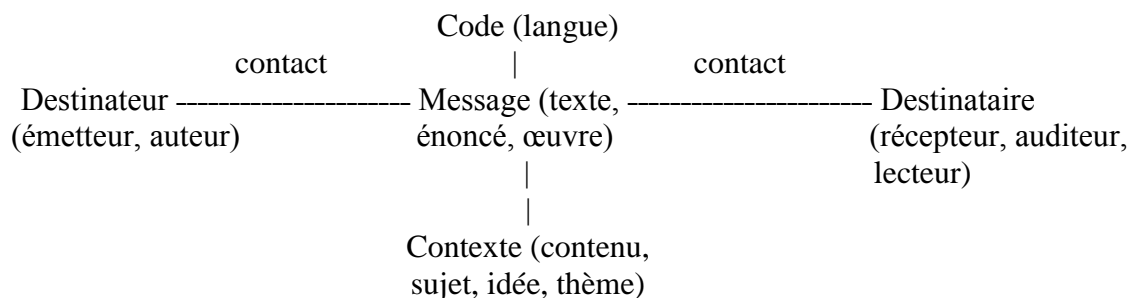 Code (langue)
contact | contact
Destinateur ---------------------- Message (texte, ----------------------- Destinataire
(émetteur, auteur) énoncé, œuvre) (récepteur, auditeur,
| lecteur)
|
Contexte (contenu,
sujet, idée, thème)